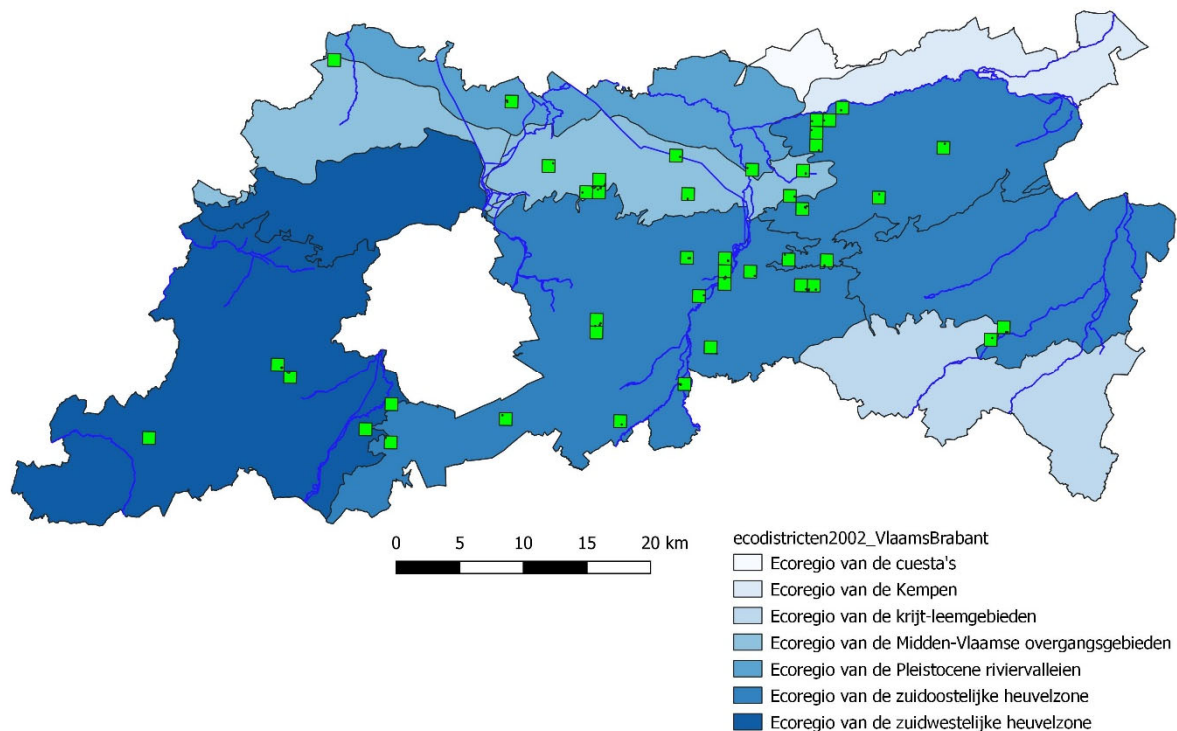 0 5 10 15 20 km
ecodistricten2002_VlaamsBrabant
Ecoregio van de cuesta's
Ecoregio van de Kempen
Ecoregio van de krijt-leemgebieden
Ecoregio van de Midden-Vlaamse overgangsgebieden
Ecoregio van de Pleistocene riviervalleien
Ecoregio van de zuidoostelijke heuvelzone
Ecoregio van de zuidwestelijke heuvelzone